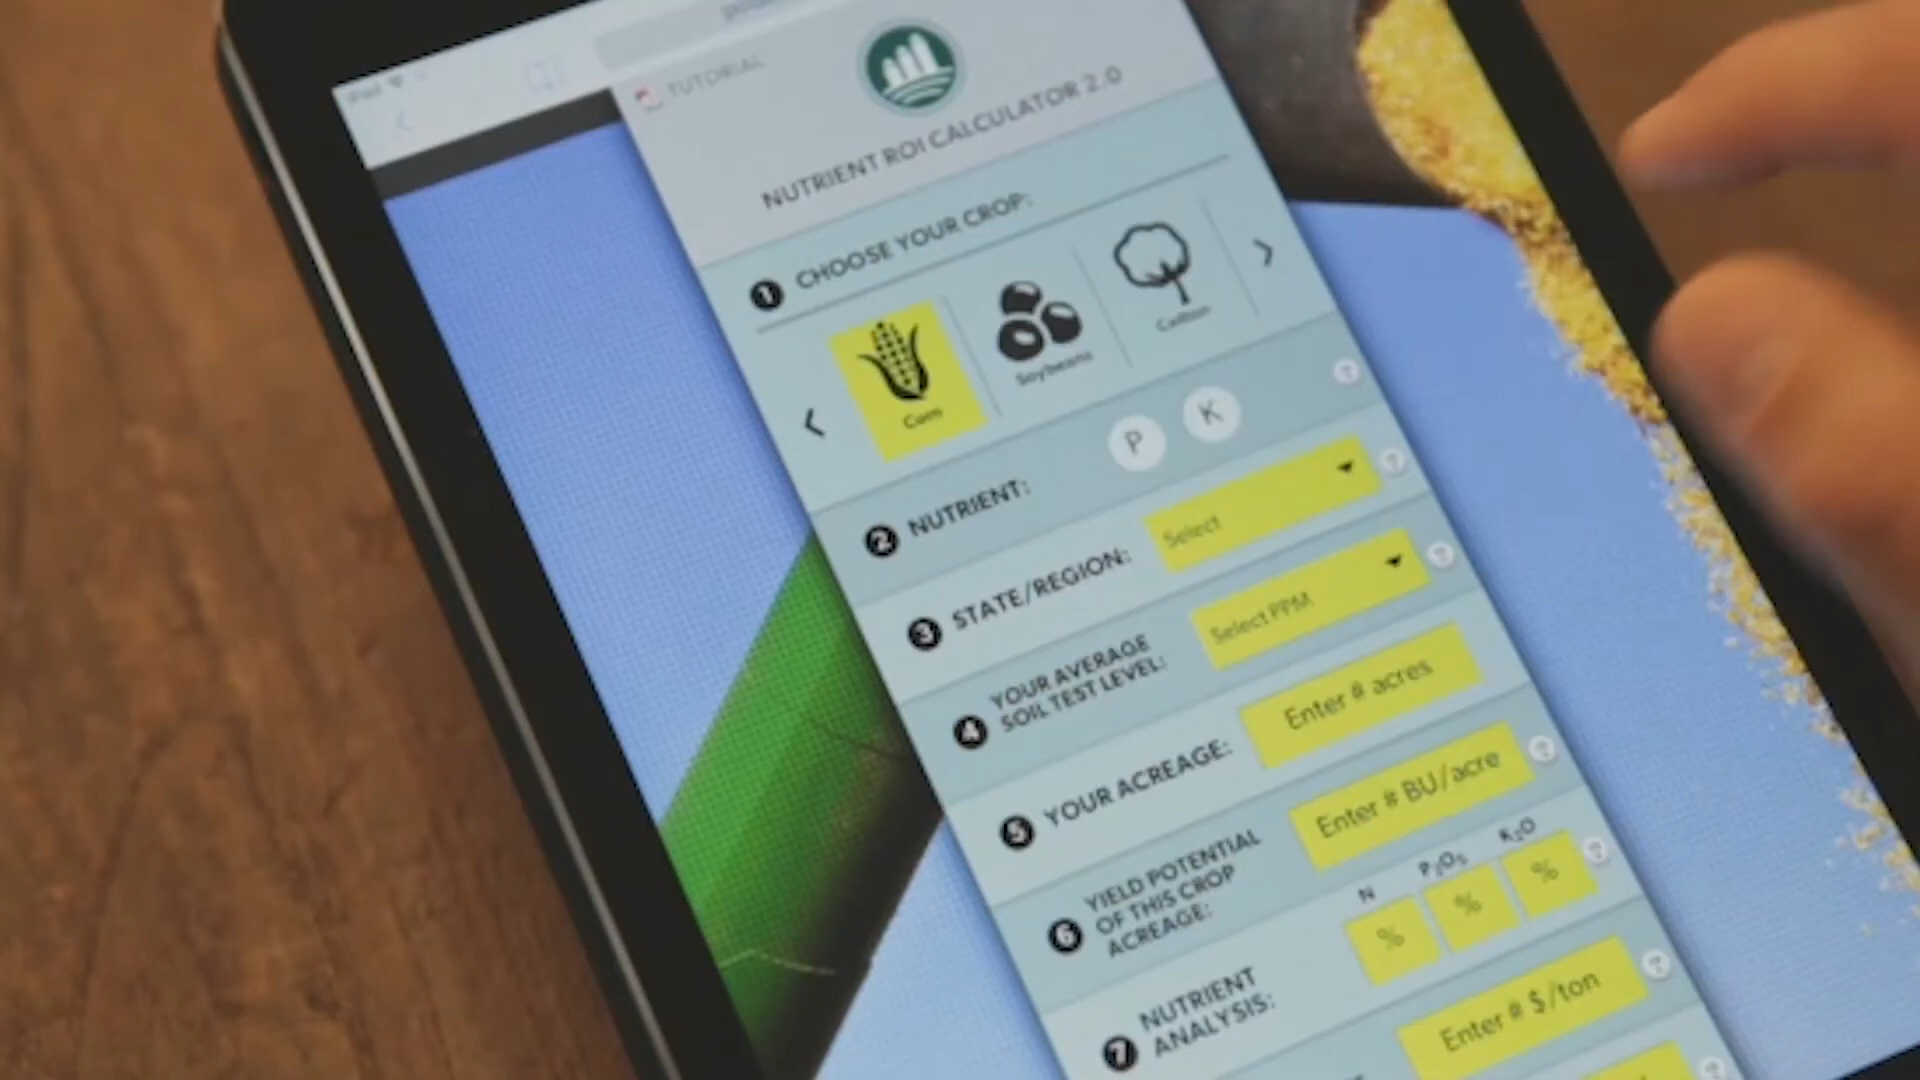 iPad
TUTORIAL
NUTRIENT ROI CALCULATOR 2.0
1 CHOOSE YOUR CROP:
Corn
Soybeans
Cotton
2 NUTRIENT:
P K
?
3 STATE/REGION:
Select
?
4 YOUR AVERAGE
SOIL TEST LEVEL:
Select PPM
?
5 YOUR ACREAGE:
Enter # acres
6 YIELD POTENTIAL
OF THIS CROP
ACREAGE:
Enter # BU/acre
?
7 NUTRIENT
ANALYSIS:
N P₂O₅ K₂O
% % %
?
Enter # $/ton
?
?